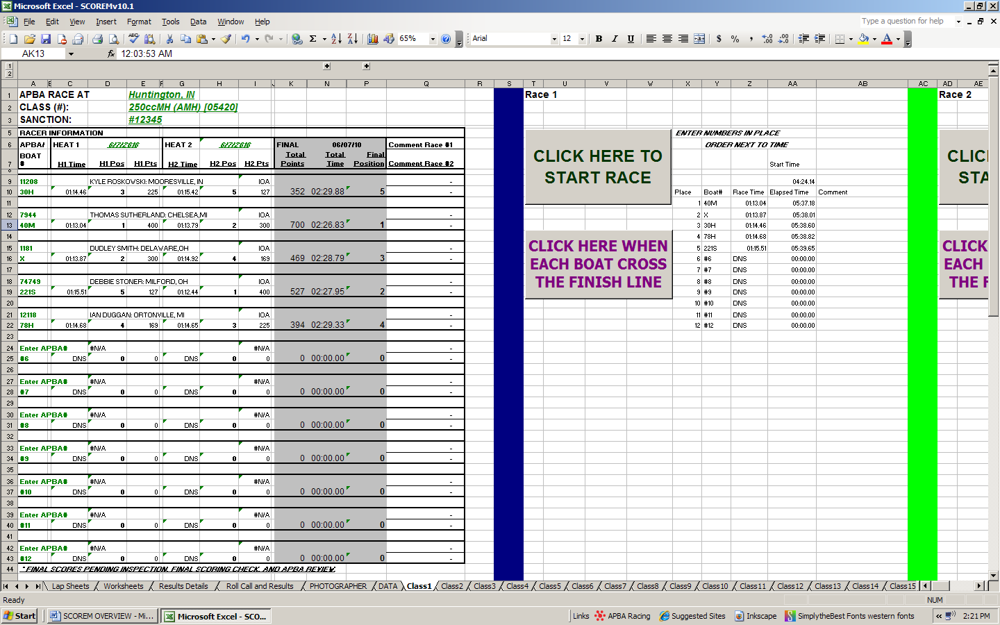 Microsoft Excel - SCOREMv10.1
File Edit View Insert Format Tools Data Window Help
Type a question for help
65% Arial 12 B I U $ % ,
AK13 fx 12:03:53 AM
1
2
A C D E F G H I J K N P Q R S T U V W X Y Z AA AB AC AD AE
1 APBA RACE AT Huntington, IN Race 1 Race 2
2 CLASS (#): 250ccMH (AMH) [05420]
3 SANCTION: #12345
5 RACER INFORMATION ENTER NUMBERS IN PLACE
6 APBA/ HEAT 1 6/7/2010 HEAT 2 6/7/2010 FINAL 06/07/10 Comment Race #1 ORDER NEXT TO TIME
BOAT Total Total Final
7 # H1 Time H1 Pos H1 Pts H2 Time H2 Pos H2 Pts Points Time Position Comment Race #2 Start Time
CLICK HERE TO
START RACE
CLIC
STA
9 11208 KYLE ROSKOWSKI: MOORESVILLE, IN IOA - 04:24.14
10 30H 01:14.46 3 225 01:15.42 5 127 352 02:29.88 5 - Place Boat# Race Time Elapsed Time Comment
11 1 40M 01:13.04 05:37.18
12 7944 THOMAS SUTHERLAND: CHELSEA,MI IOA - 2 X 01:13.87 05:38.01
13 40M 01:13.04 1 400 01:13.79 2 300 700 02:26.83 1 - 3 30H 01:14.46 05:38.60
14 4 78H 01:14.68 05:38.82
15 1181 DUDLEY SMITH: DELAWARE,OH IOA - 5 221S 01:15.51 05:39.65
16 X 01:13.87 2 300 01:14.92 4 169 469 02:28.79 3 - 6 #6 DNS 00:00.00
17 7 #7 DNS 00:00.00
18 74749 DEBBIE STONER: MILFORD, OH IOA - 8 #8 DNS 00:00.00
19 221S 01:15.51 5 127 01:12.44 1 400 527 02:27.95 2 - 9 #9 DNS 00:00.00
20 10 #10 DNS 00:00.00
21 12118 IAN DUGGAN: ORTONVILLE, MI IOA - 11 #11 DNS 00:00.00
22 78H 01:14.68 4 169 01:14.65 3 225 394 02:29.33 4 - 12 #12 DNS 00:00.00
CLICK HERE WHEN
EACH BOAT CROSS
THE FINISH LINE
CLICK
EACH
THE F
23
24 Enter APBA# #N/A #N/A -
25 #6 DNS 0 0 DNS 0 0 0 00:00.00 0 -
26
27 Enter APBA# #N/A #N/A -
28 #7 DNS 0 0 DNS 0 0 0 00:00.00 0 -
29
30 Enter APBA# #N/A #N/A -
31 #8 DNS 0 0 DNS 0 0 0 00:00.00 0 -
32
33 Enter APBA# #N/A #N/A -
34 #9 DNS 0 0 DNS 0 0 0 00:00.00 0 -
35
36 Enter APBA# #N/A #N/A -
37 #10 DNS 0 0 DNS 0 0 0 00:00.00 0 -
38
39 Enter APBA# #N/A #N/A -
40 #11 DNS 0 0 DNS 0 0 0 00:00.00 0 -
41
42 Enter APBA# #N/A #N/A -
43 #12 DNS 0 0 DNS 0 0 0 00:00.00 0 -
44 * FINAL SCORES PENDING INSPECTION, FINAL SCORING CHECK, AND APBA REVIEW.
Lap Sheets Worksheets Results Details Roll Call and Results PHOTOGRAPHER DATA Class1 Class2 Class3 Class4 Class5 Class6 Class7 Class8 Class9 Class10 Class11 Class12 Class13 Class14 Class15
Ready NUM
Start SCOREM OVERVIEW - Mi... Microsoft Excel - SCO... Links APBA Racing Suggested Sites Inkscape SimplytheBest Fonts western fonts « 2:21 PM